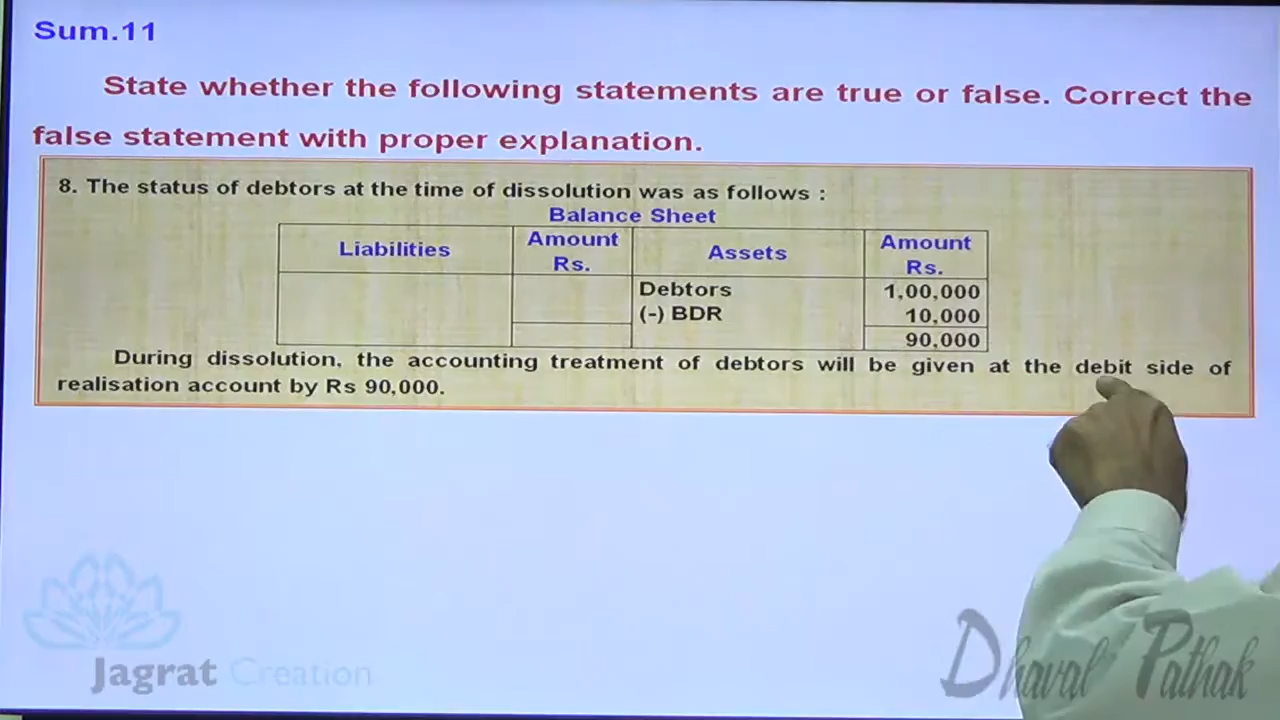 Sum.11
State whether the following statements are true or false. Correct the
false statement with proper explanation.
8. The status of debtors at the time of dissolution was as follows :
Balance Sheet
Liabilities Amount Rs. Assets Amount Rs.
Debtors 1,00,000
(-) BDR 10,000
90,000
During dissolution, the accounting treatment of debtors will be given at the debit side of
realisation account by Rs 90,000.
Jagrat Creation
Dhaval Pathak